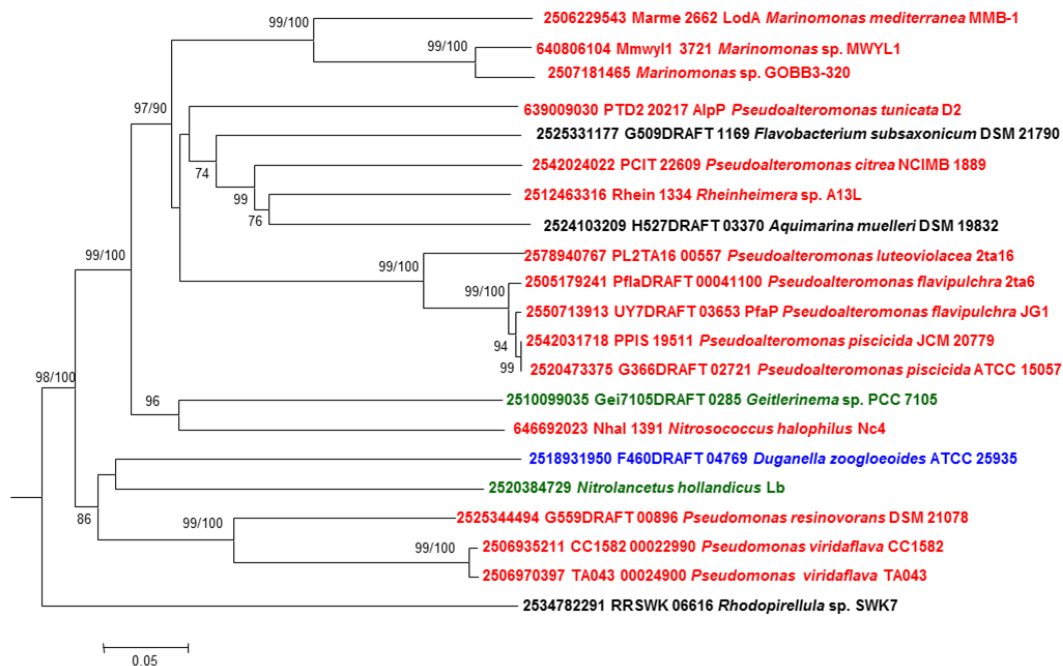 99/100
2506229543 Marme 2662 LodA Marinomonas mediterranea MMB-1
99/100
640806104 Mmwyl1 3721 Marinomonas sp. MWYL1
2507181465 Marinomonas sp. GOBB3-320
97/90
639009030 PTD2 20217 AlpP Pseudoalteromonas tunicata D2
2525331177 G509DRAFT 1169 Flavobacterium subsaxonicum DSM 21790
74
2542024022 PCIT 22609 Pseudoalteromonas citrea NCIMB 1889
99
2512463316 Rhein 1334 Rheinheimera sp. A13L
76
2524103209 H527DRAFT 03370 Aquimarina muelleri DSM 19832
99/100
99/100
2578940767 PL2TA16 00557 Pseudoalteromonas luteoviolacea 2ta16
99/100
2505179241 PflaDRAFT 00041100 Pseudoalteromonas flavipulchra 2ta6
2550713913 UY7DRAFT 03653 PfaP Pseudoalteromonas flavipulchra JG1
94
2542031718 PPIS 19511 Pseudoalteromonas piscicida JCM 20779
99
2520473375 G366DRAFT 02721 Pseudoalteromonas piscicida ATCC 15057
98/100
96
2510099035 Gei7105DRAFT 0285 Geitlerinema sp. PCC 7105
646692023 Nhal 1391 Nitrosococcus halophilus Nc4
2518931950 F460DRAFT 04769 Duganella zoogloeoides ATCC 25935
2520384729 Nitrolancetus hollandicus Lb
86
99/100
2525344494 G559DRAFT 00896 Pseudomonas resinovorans DSM 21078
99/100
2506935211 CC1582 00022990 Pseudomonas viridaflava CC1582
2506970397 TA043 00024900 Pseudomonas viridaflava TA043
2534782291 RRSWK 06616 Rhodopirellula sp. SWK7
0.05